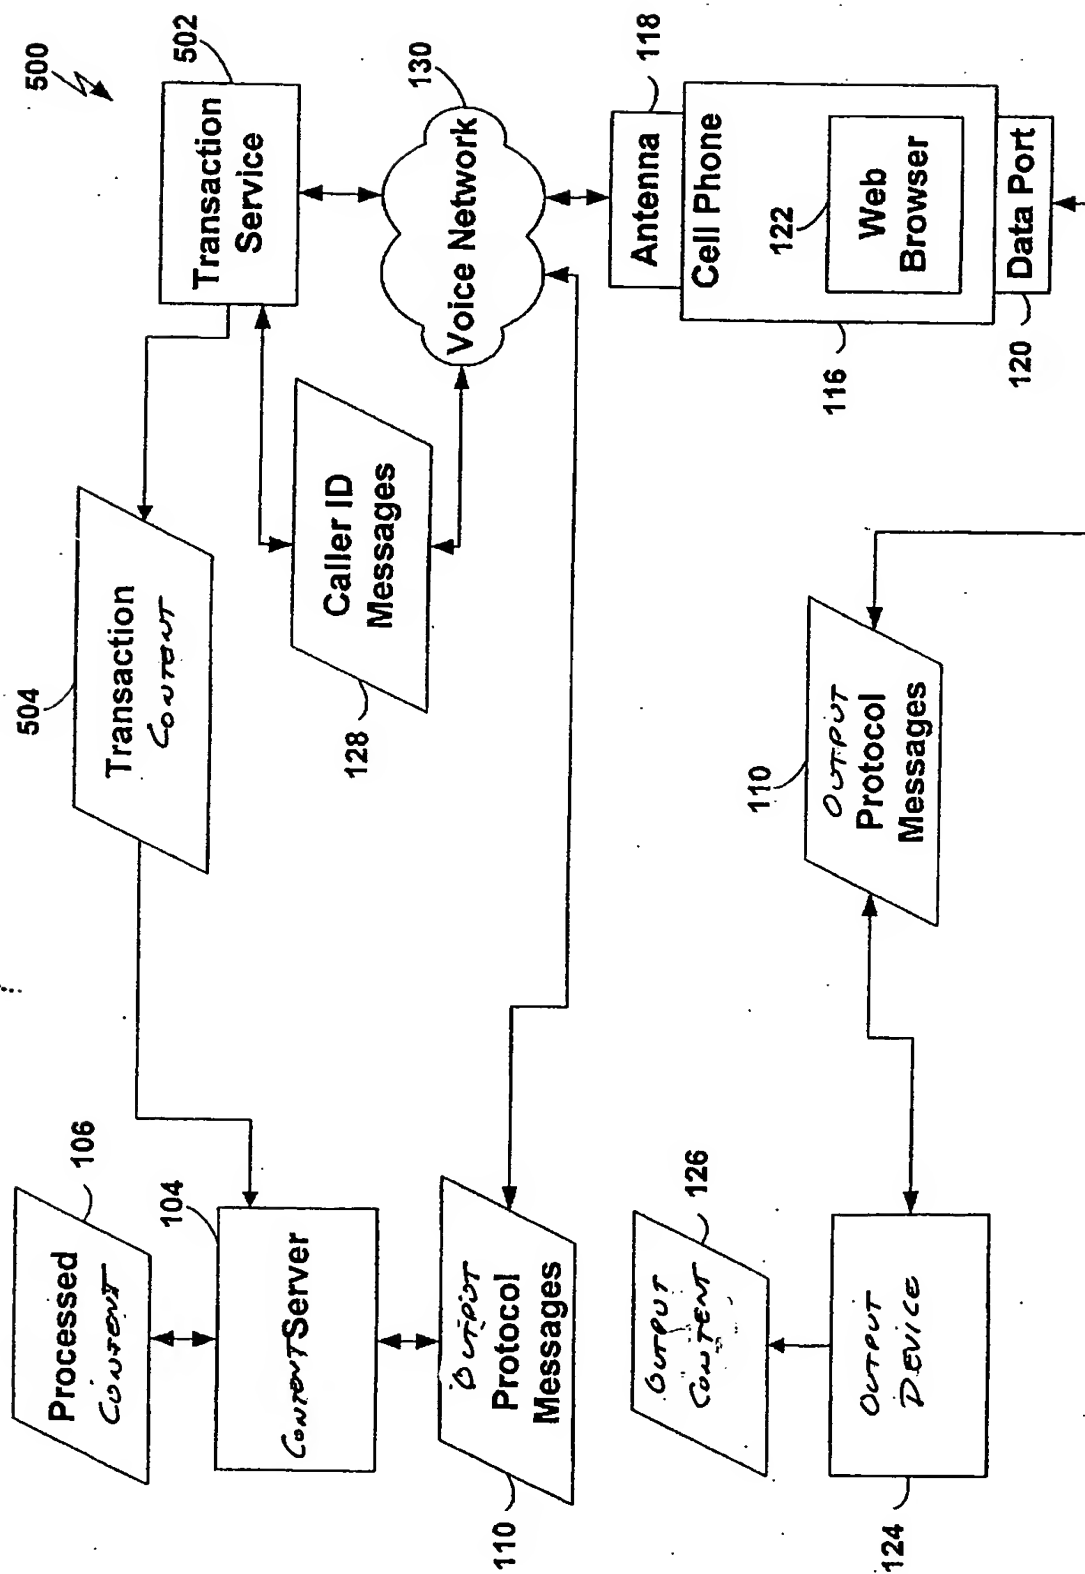 500
106
Processed
CONTENT
104
CONTENT Server
OUTPUT
Protocol
Messages
110
504
Transaction
CONTENT
502
Transaction
Service
Caller ID
Messages
128
130
Voice Network
118
Antenna
Cell Phone
122
Web
Browser
116
Data Port
120
110
OUTPUT
Protocol
Messages
126
OUTPUT
CONTENT
OUTPUT
DEVICE
124